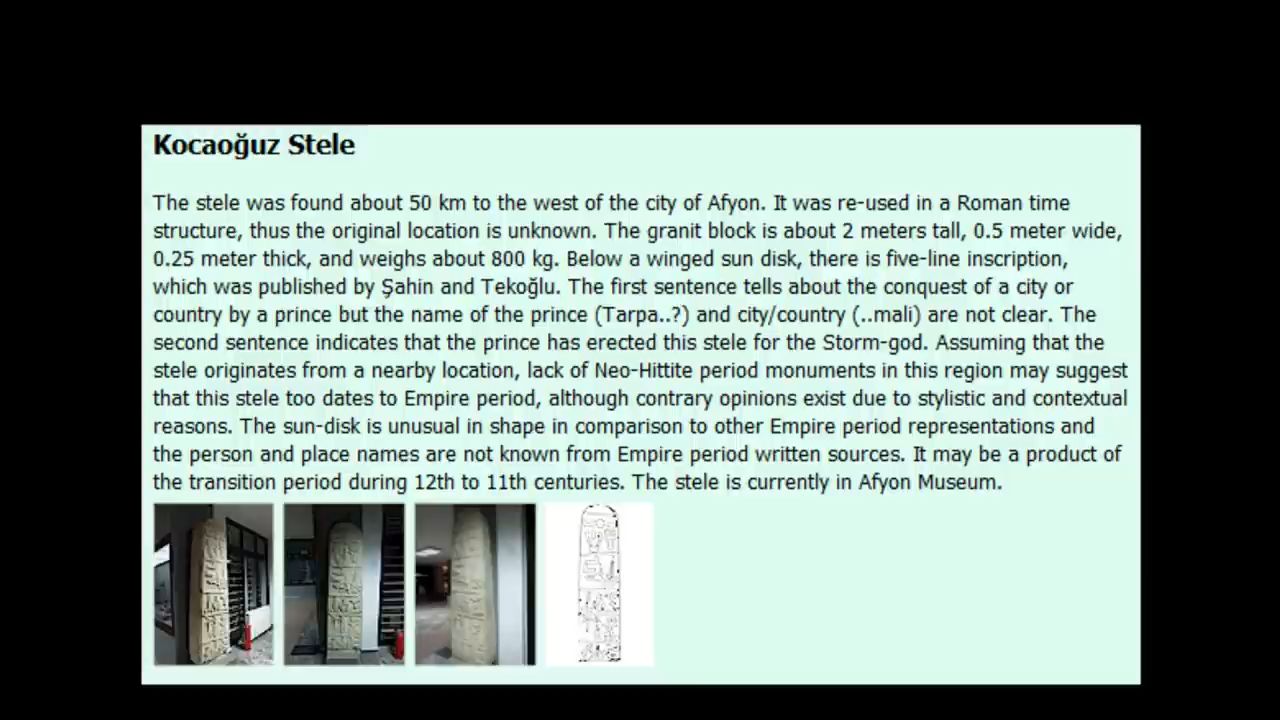 Kocaoğuz Stele
The stele was found about 50 km to the west of the city of Afyon. It was re-used in a Roman time
structure, thus the original location is unknown. The granit block is about 2 meters tall, 0.5 meter wide,
0.25 meter thick, and weighs about 800 kg. Below a winged sun disk, there is five-line inscription,
which was published by Şahin and Tekoğlu. The first sentence tells about the conquest of a city or
country by a prince but the name of the prince (Tarpa..?) and city/country (..mali) are not clear. The
second sentence indicates that the prince has erected this stele for the Storm-god. Assuming that the
stele originates from a nearby location, lack of Neo-Hittite period monuments in this region may suggest
that this stele too dates to Empire period, although contrary opinions exist due to stylistic and contextual
reasons. The sun-disk is unusual in shape in comparison to other Empire period representations and
the person and place names are not known from Empire period written sources. It may be a product of
the transition period during 12th to 11th centuries. The stele is currently in Afyon Museum.